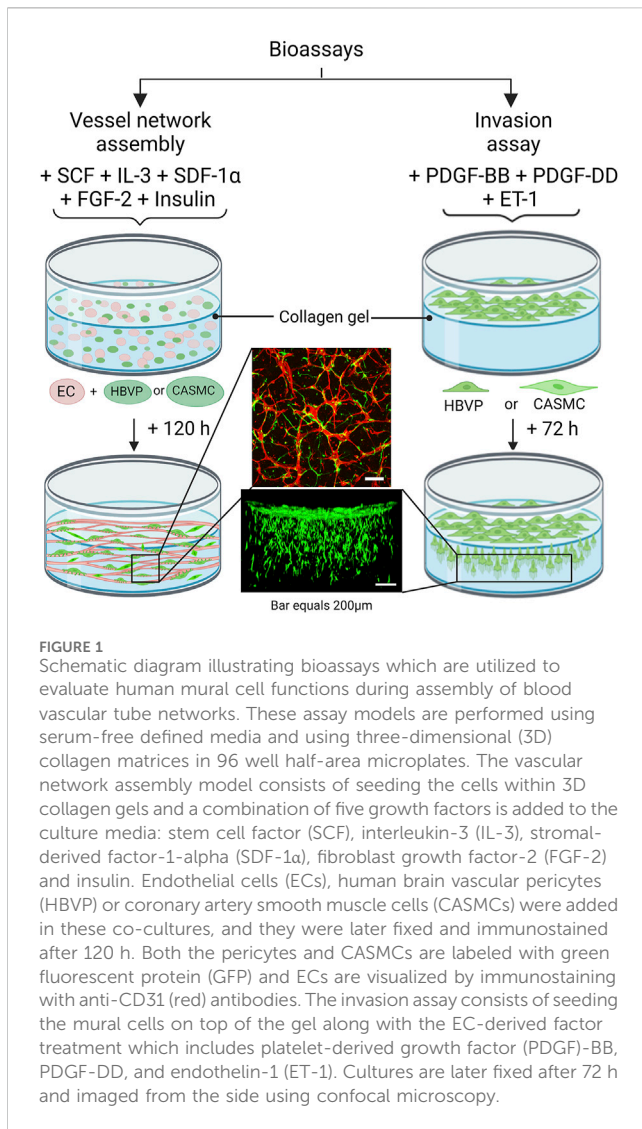 Bioassays
Vessel network
assembly
+ SCF + IL-3 + SDF-1α
+ FGF-2 + Insulin
Invasion
assay
+ PDGF-BB + PDGF-DD
+ ET-1
Collagen gel
EC + HBVP or CASMC
HBVP or CASMC
+ 120 h
+ 72 h
Bar equals 200μm
FIGURE 1
Schematic diagram illustrating bioassays which are utilized to
evaluate human mural cell functions during assembly of blood
vascular tube networks. These assay models are performed using
serum-free defined media and using three-dimensional (3D)
collagen matrices in 96 well half-area microplates. The vascular
network assembly model consists of seeding the cells within 3D
collagen gels and a combination of five growth factors is added to the
culture media: stem cell factor (SCF), interleukin-3 (IL-3), stromal-
derived factor-1-alpha (SDF-1α), fibroblast growth factor-2 (FGF-2)
and insulin. Endothelial cells (ECs), human brain vascular pericytes
(HBVP) or coronary artery smooth muscle cells (CASMCs) were added
in these co-cultures, and they were later fixed and immunostained
after 120 h. Both the pericytes and CASMCs are labeled with green
fluorescent protein (GFP) and ECs are visualized by immunostaining
with anti-CD31 (red) antibodies. The invasion assay consists of seeding
the mural cells on top of the gel along with the EC-derived factor
treatment which includes platelet-derived growth factor (PDGF)-BB,
PDGF-DD, and endothelin-1 (ET-1). Cultures are later fixed after 72 h
and imaged from the side using confocal microscopy.